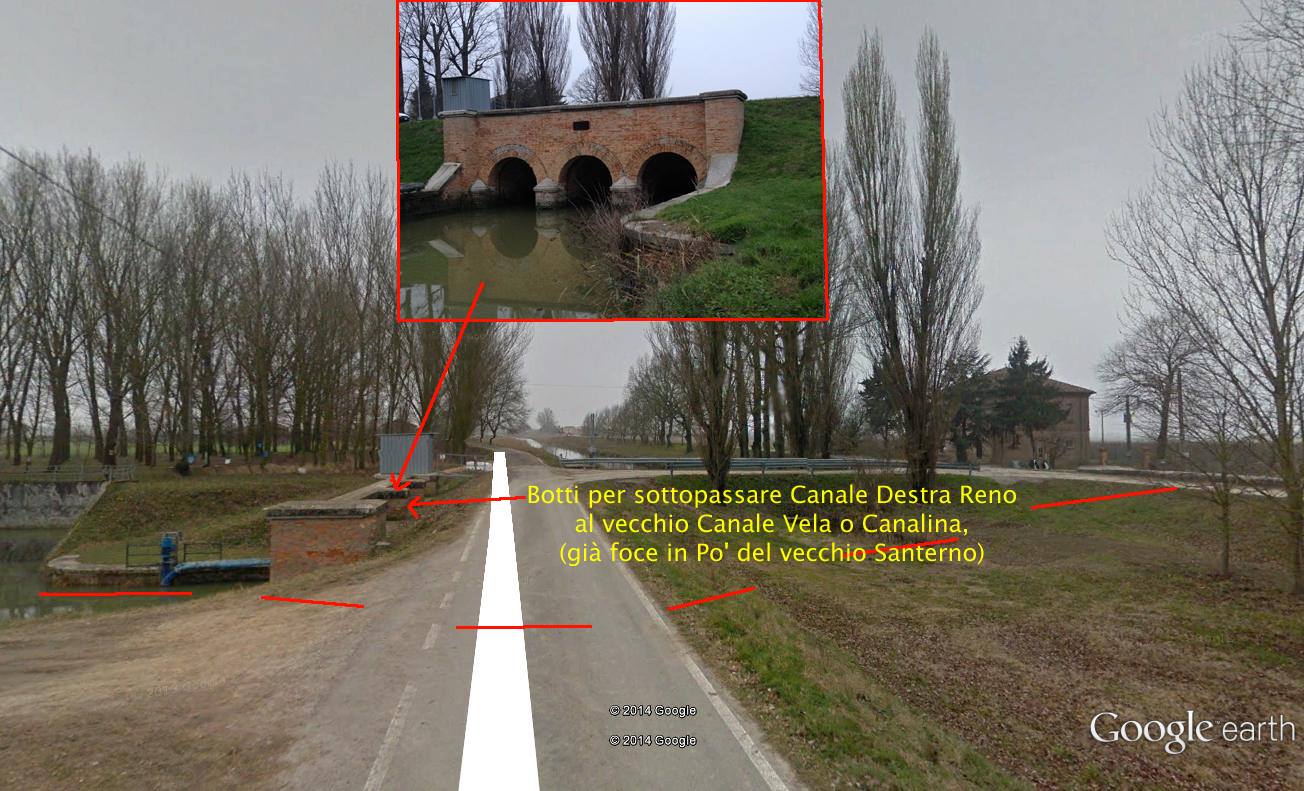 Botti per sottopassare Canale Destra Reno
al vecchio Canale Vela o Canalina,
(già foce in Po' del vecchio Santerno)
© 2014 Google
© 2014 Google
Google earth